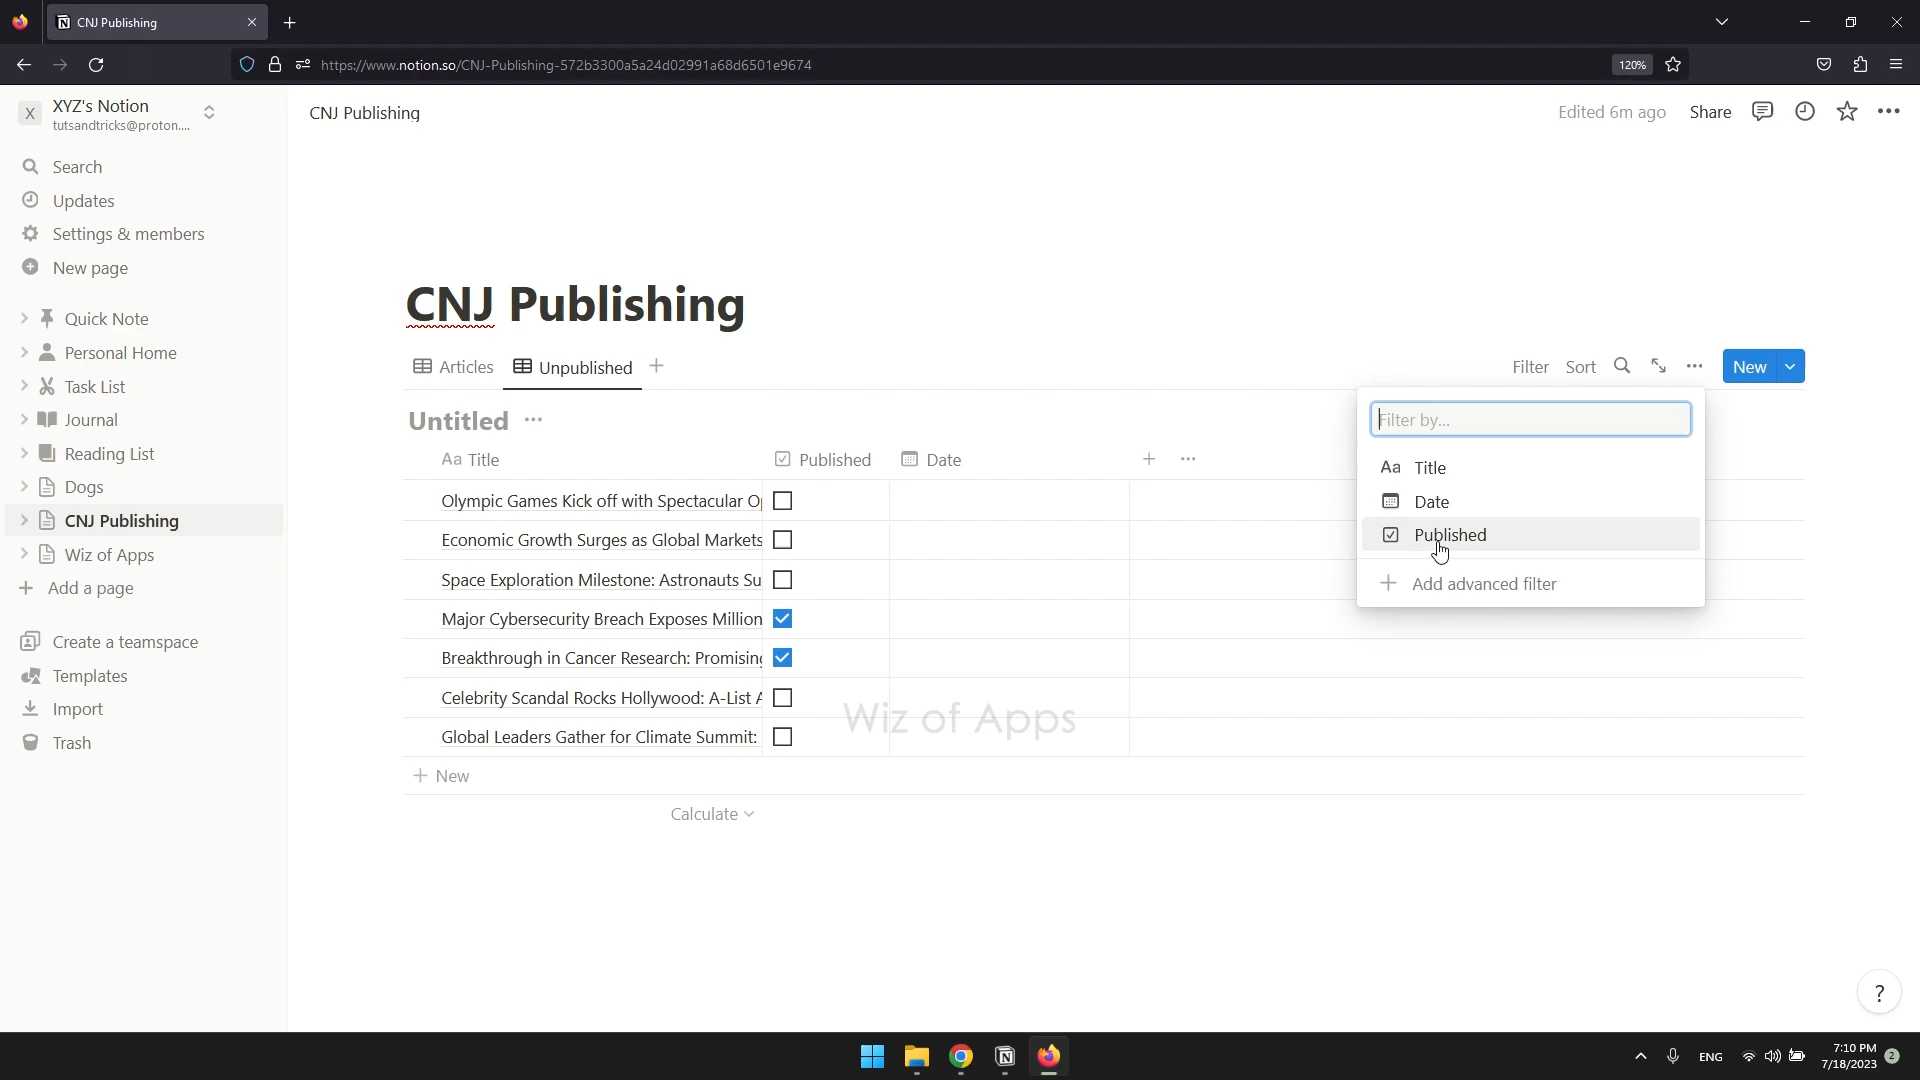 CNJ Publishing
https://www.notion.so/CNJ-Publishing-572b3300a5a24d02991a68d6501e9674
120%
X
XYZ's Notion
tutsandtricks@proton....
CNJ Publishing
Edited 6m ago
Share
Search
Updates
Settings & members
New page
Quick Note
Personal Home
Task List
Journal
Reading List
Dogs
CNJ Publishing
Wiz of Apps
Add a page
Create a teamspace
Templates
Import
Trash
CNJ Publishing
Articles
Unpublished
Filter
Sort
New
Untitled
Aa Title
Published
Date
Olympic Games Kick off with Spectacular O
Economic Growth Surges as Global Markets
Space Exploration Milestone: Astronauts Su
Major Cybersecurity Breach Exposes Million
Breakthrough in Cancer Research: Promising
Celebrity Scandal Rocks Hollywood: A-List A
Global Leaders Gather for Climate Summit:
New
Calculate
Filter by...
Aa Title
Date
Published
Add advanced filter
Wiz of Apps
?
ENG
7:10 PM
7/18/2023
2